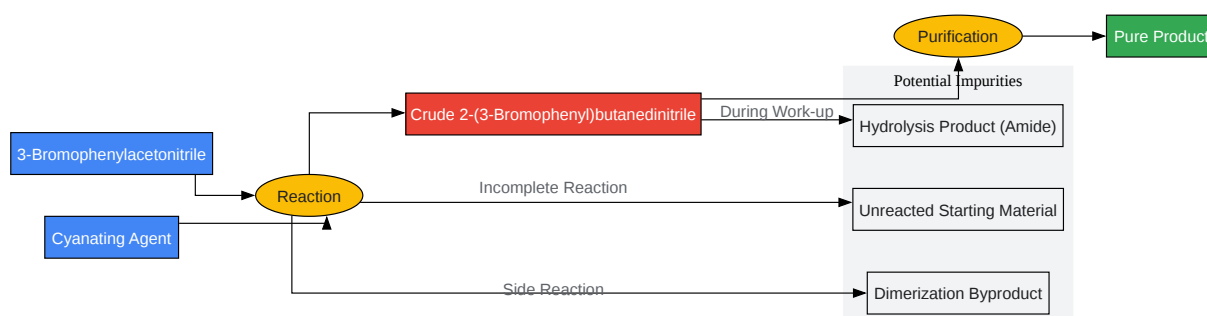 Purification
Pure Product
Potential Impurities
Crude 2-(3-Bromophenyl)butanedinitrile
During Work-up
Hydrolysis Product (Amide)
3-Bromophenylacetonitrile
Reaction
Incomplete Reaction
Unreacted Starting Material
Cyanating Agent
Side Reaction
Dimerization Byproduct